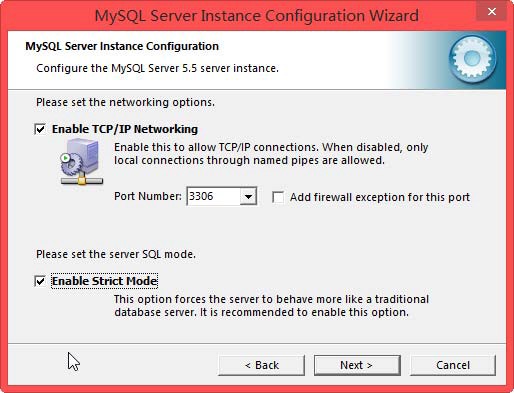 MySQL Server Instance Configuration Wizard
MySQL Server Instance Configuration
Configure the MySQL Server 5.5 server instance.
Please set the networking options.
Enable TCP/IP Networking
Enable this to allow TCP/IP connections. When disabled, only
local connections through named pipes are allowed.
Port Number: 3306 Add firewall exception for this port
Please set the server SQL mode.
Enable Strict Mode
This option forces the server to behave more like a traditional
database server. It is recommended to enable this option.
< Back Next > Cancel